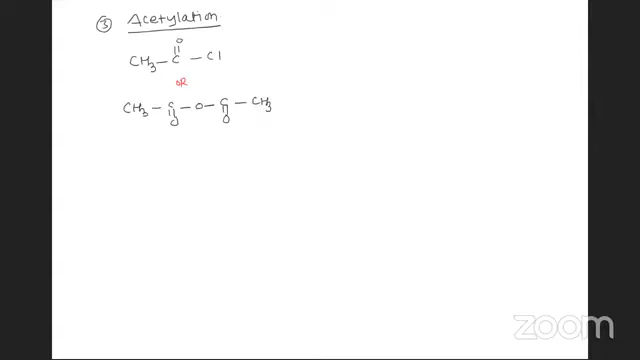 ③ Acetylation
O
||
CH₃ — C — Cl
OR
CH₃ — C — O — C — CH₃
|| ||
O O
zoom